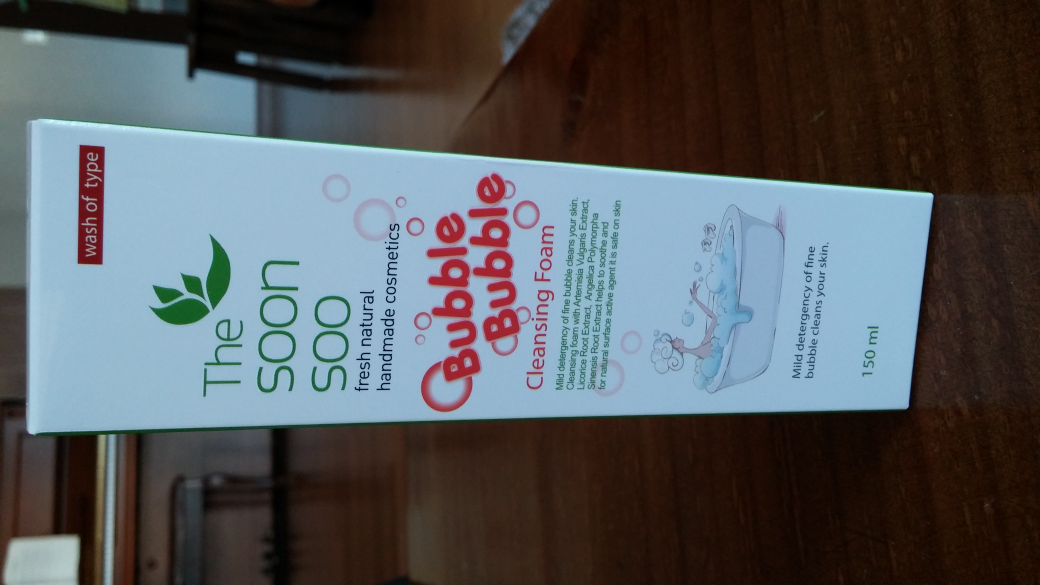 wash of type
The
soon
soo
fresh natural
handmade cosmetics
Bubble
Bubble
Cleansing Foam
Mild detergency of fine bubble cleans your skin.
Cleansing foam with Artemisia Vulgaris Extract,
Licorice Root Extract, Angelica Polymorpha
Sinensis Root Extract helps to soothe and
for natural surface active agent it is safe on skin
Mild detergency of fine
bubble cleans your skin.
150 ml